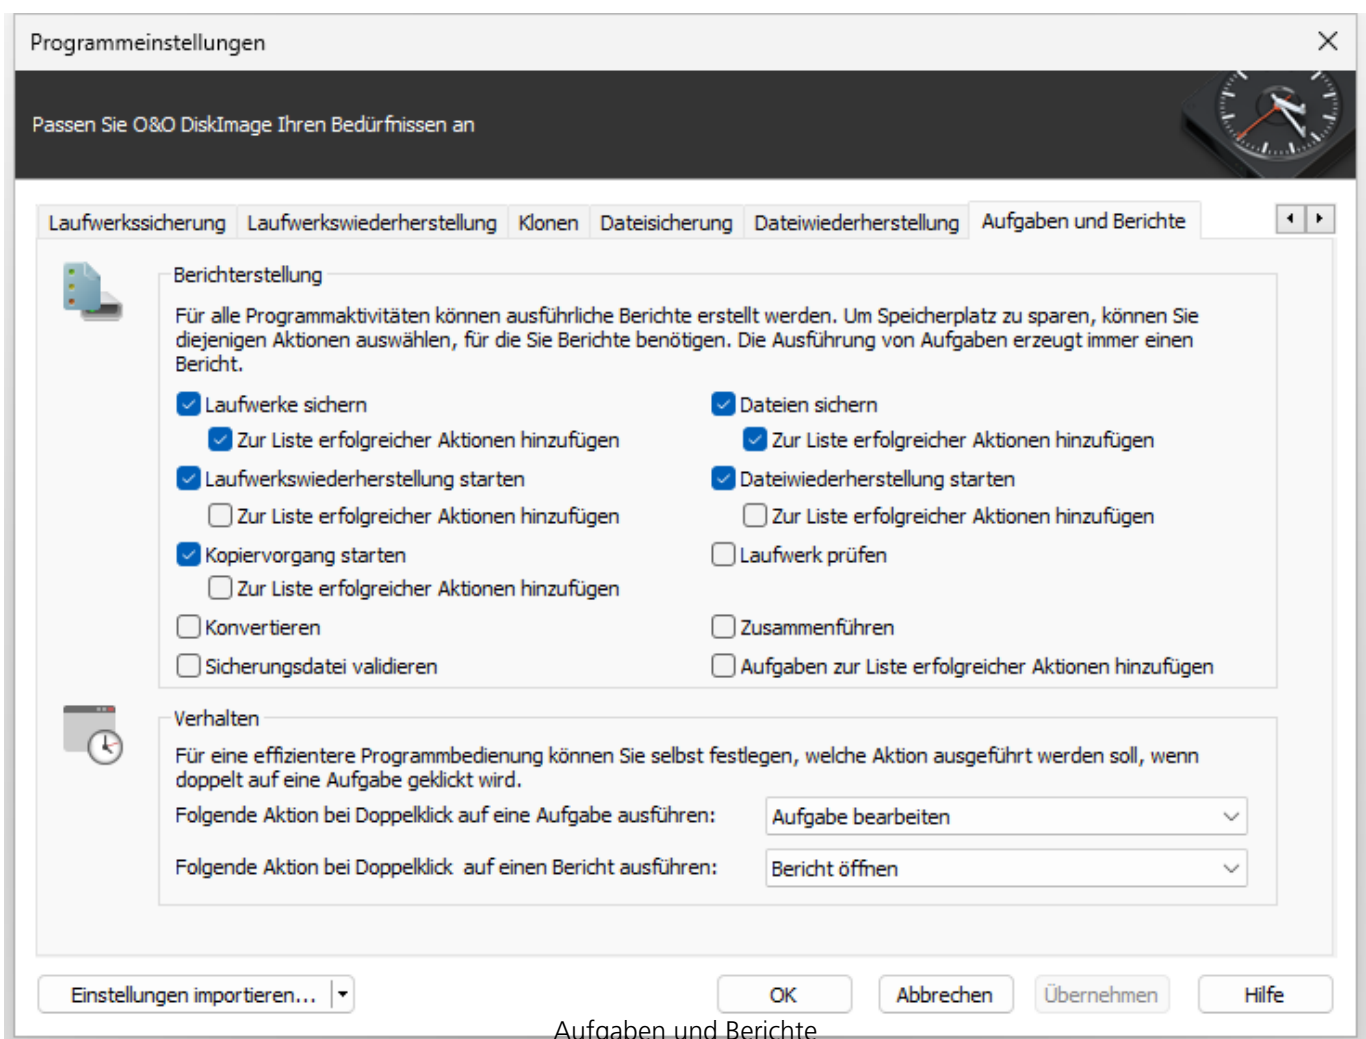 Programmeinstellungen
Passen Sie O&O DiskImage Ihren Bedürfnissen an
Laufwerkssicherung Laufwerkswiederherstellung Klonen Dateisicherung Dateiwiederherstellung Aufgaben und Berichte
Berichterstellung
Für alle Programmaktivitäten können ausführliche Berichte erstellt werden. Um Speicherplatz zu sparen, können Sie
diejenigen Aktionen auswählen, für die Sie Berichte benötigen. Die Ausführung von Aufgaben erzeugt immer einen
Bericht.
Laufwerke sichern Dateien sichern
Zur Liste erfolgreicher Aktionen hinzufügen Zur Liste erfolgreicher Aktionen hinzufügen
Laufwerkswiederherstellung starten Dateiwiederherstellung starten
Zur Liste erfolgreicher Aktionen hinzufügen Zur Liste erfolgreicher Aktionen hinzufügen
Kopiervorgang starten Laufwerk prüfen
Zur Liste erfolgreicher Aktionen hinzufügen
Konvertieren Zusammenführen
Sicherungsdatei validieren Aufgaben zur Liste erfolgreicher Aktionen hinzufügen
Verhalten
Für eine effizientere Programmbedienung können Sie selbst festlegen, welche Aktion ausgeführt werden soll, wenn
doppelt auf eine Aufgabe geklickt wird.
Folgende Aktion bei Doppelklick auf eine Aufgabe ausführen: Aufgabe bearbeiten
Folgende Aktion bei Doppelklick auf einen Bericht ausführen: Bericht öffnen
Einstellungen importieren... OK Abbrechen Übernehmen Hilfe
Aufgaben und Berichte